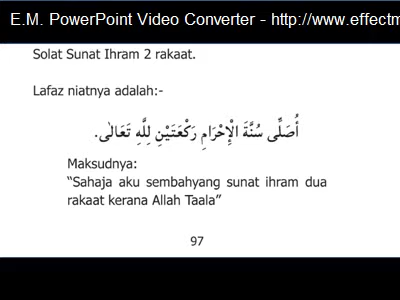 E.M. PowerPoint Video Converter - http://www.effectm
Solat Sunat Ihram 2 rakaat.
Lafaz niatnya adalah:-
أُصَلِّى سُنَّةَ الْإِحْرَامِ رَكْعَتَيْنِ لِلَّهِ تَعَالٰى.
Maksudnya:
“Sahaja aku sembahyang sunat ihram dua
rakaat kerana Allah Taala”
97